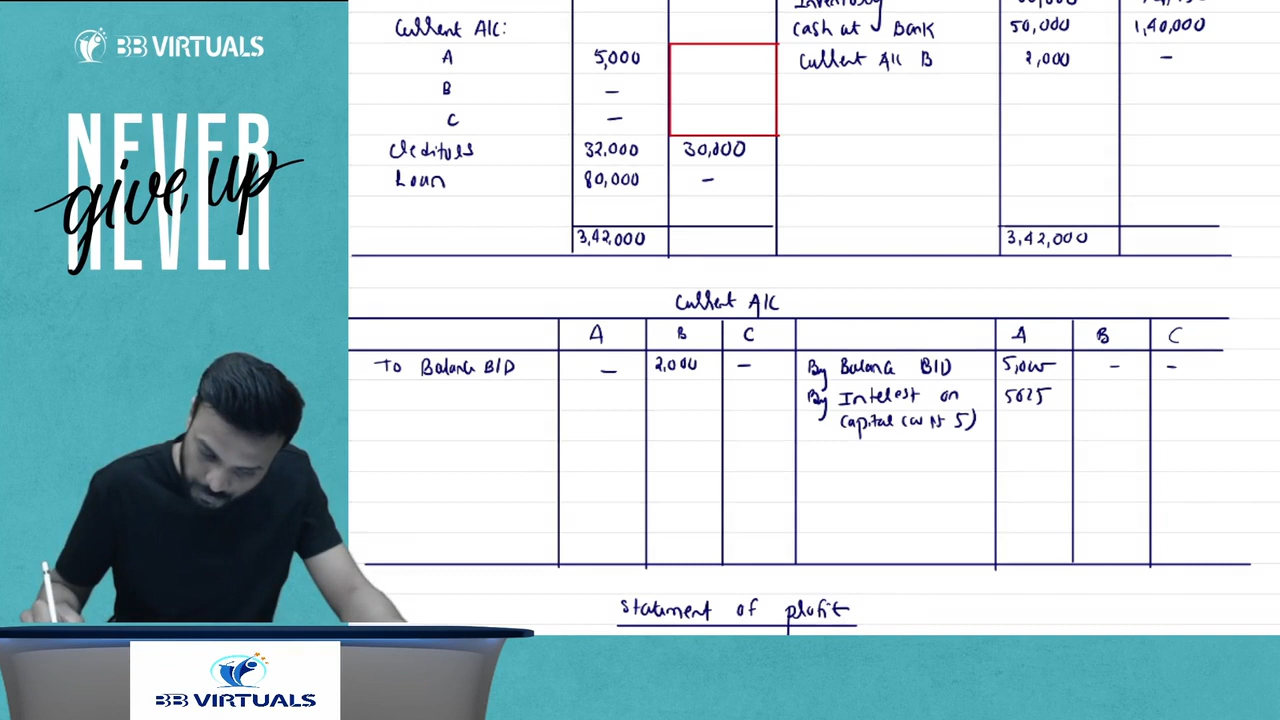 BB VIRTUALS
NEVER
give up
NEVER
Inventory
Current A/C: Cash at Bank 50,000 1,40,000
A 5,000 Current A/C B 2,000 –
B –
C –
Creditors 32,000 30,000
Loan 80,000 –
3,42,000 3,42,000
Current A/C
A B C A B C
To Balance B/D – 2,000 – By Balance B/D 5,000 – –
By Interest on 5625
Capital (WN 5)
Statement of Profit
BB VIRTUALS